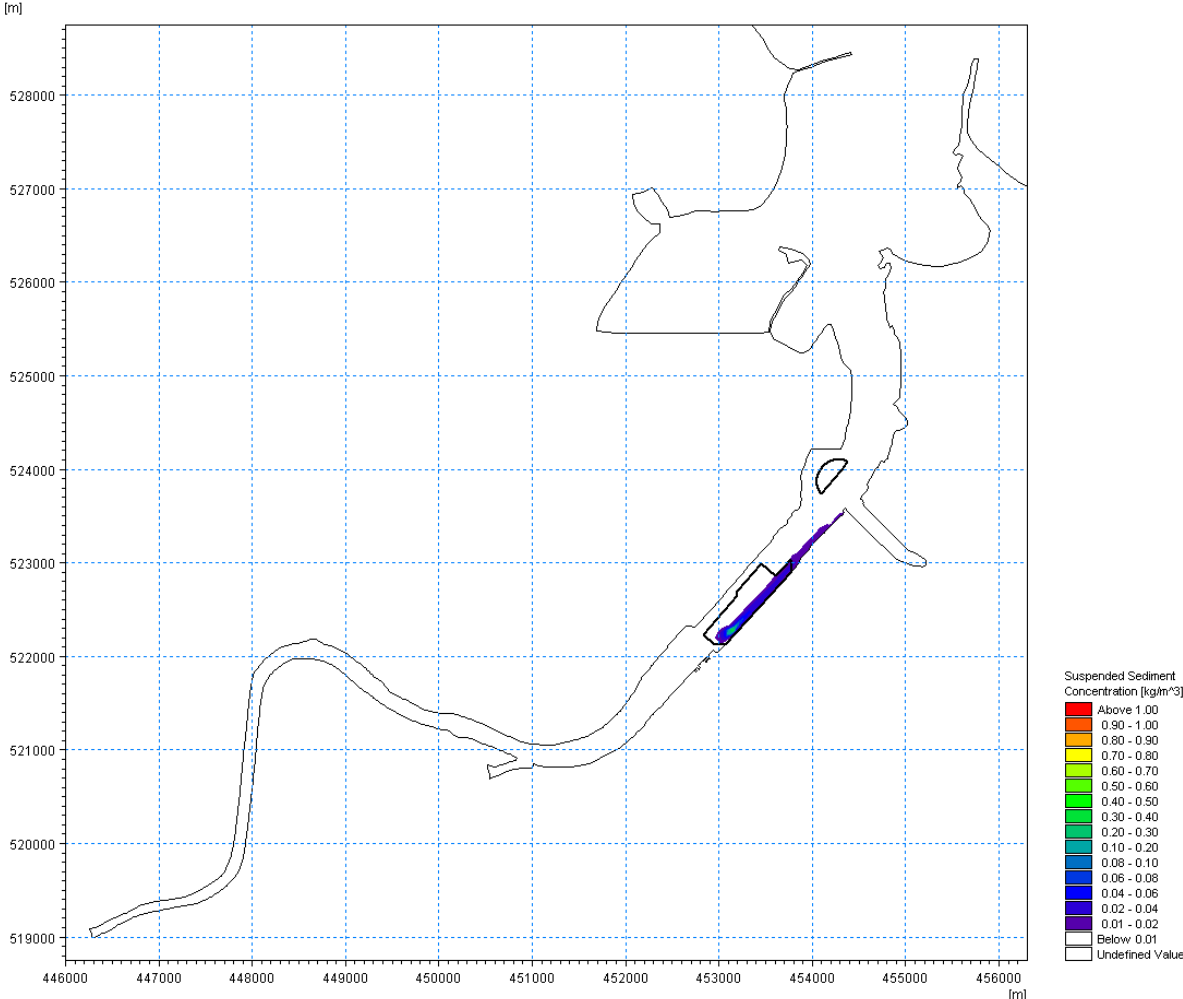 [m]
528000
527000
526000
525000
524000
523000
522000
521000
520000
519000
446000 447000 448000 449000 450000 451000 452000 453000 454000 455000 456000
[m]
Suspended Sediment
Concentration [kg/m^3]
Above 1.00
0.90 - 1.00
0.80 - 0.90
0.70 - 0.80
0.60 - 0.70
0.50 - 0.60
0.40 - 0.50
0.30 - 0.40
0.20 - 0.30
0.10 - 0.20
0.08 - 0.10
0.06 - 0.08
0.04 - 0.06
0.02 - 0.04
0.01 - 0.02
Below 0.01
Undefined Value